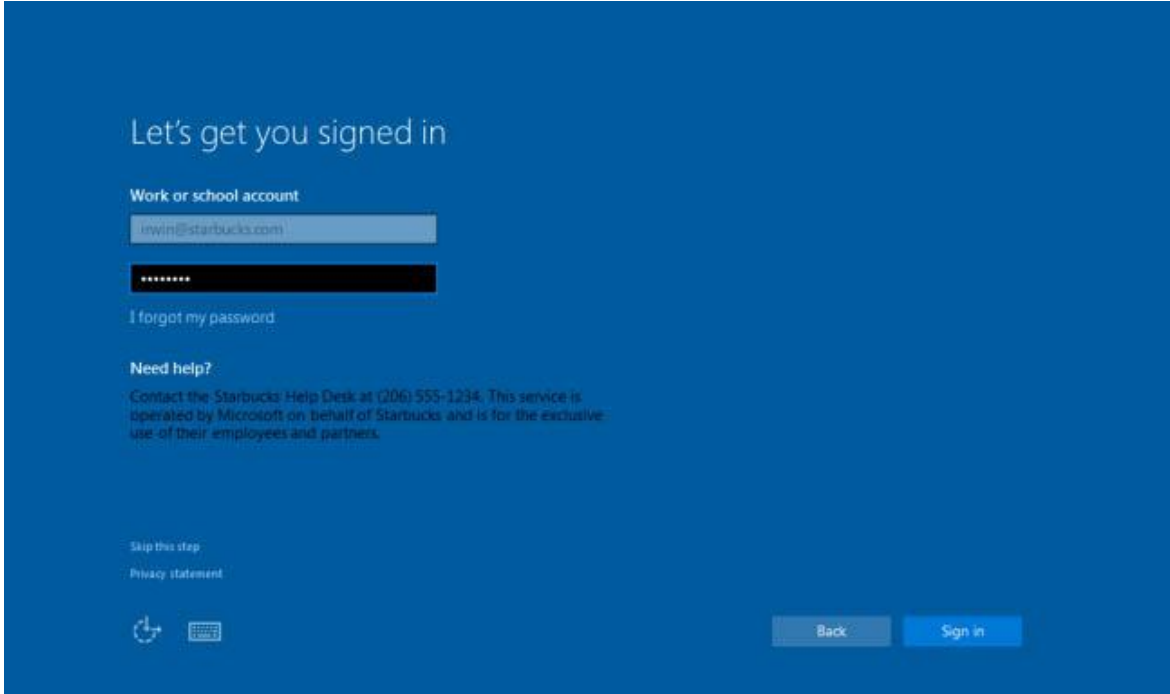 Let's get you signed in
Work or school account
irwin@starbucks.com
••••••••
I forgot my password
Need help?
Contact the Starbucks Help Desk at (206) 555-1234. This service is
operated by Microsoft on behalf of Starbucks and is for the exclusive
use of their employees and partners.
Skip this step
Privacy statement
Back
Sign in